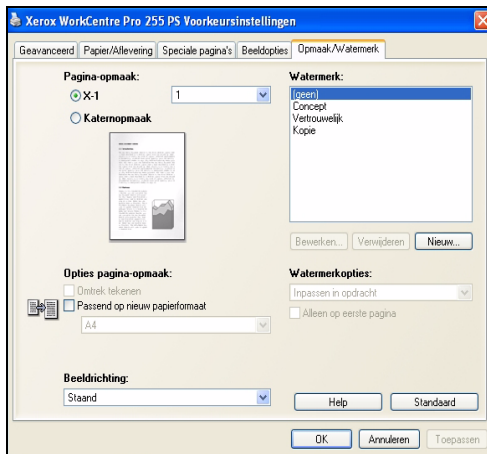 Xerox WorkCentre Pro 255 PS Voorkeursinstellingen
Geavanceerd Papier/Aflevering Speciale pagina's Beeldopties Opmaak/Watermerk
Pagina-opmaak:
X-1 1
Katernopmaak
Watermerk:
(geen)
Concept
Vertrouwelijk
Kopie
Bewerken... Verwijderen Nieuw...
Opties pagina-opmaak:
Omtrek tekenen
Passend op nieuw papierformaat
A4
Watermerkopties:
Inpassen in opdracht
Alleen op eerste pagina
Beeldrichting:
Staand
Help Standaard
OK Annuleren Toepassen